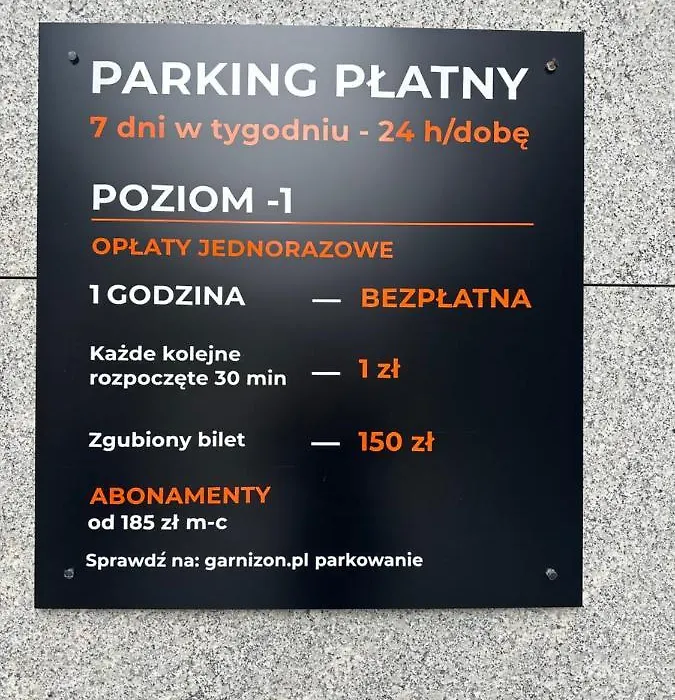 PARKING PŁATNY
7 dni w tygodniu - 24 h/dobę
POZIOM -1
OPŁATY JEDNORAZOWE
1 GODZINA — BEZPŁATNA
Każde kolejne
rozpoczęte 30 min — 1 zł
Zgubiony bilet — 150 zł
ABONAMENTY
od 185 zł m-c
Sprawdź na: garnizon.pl parkowanie